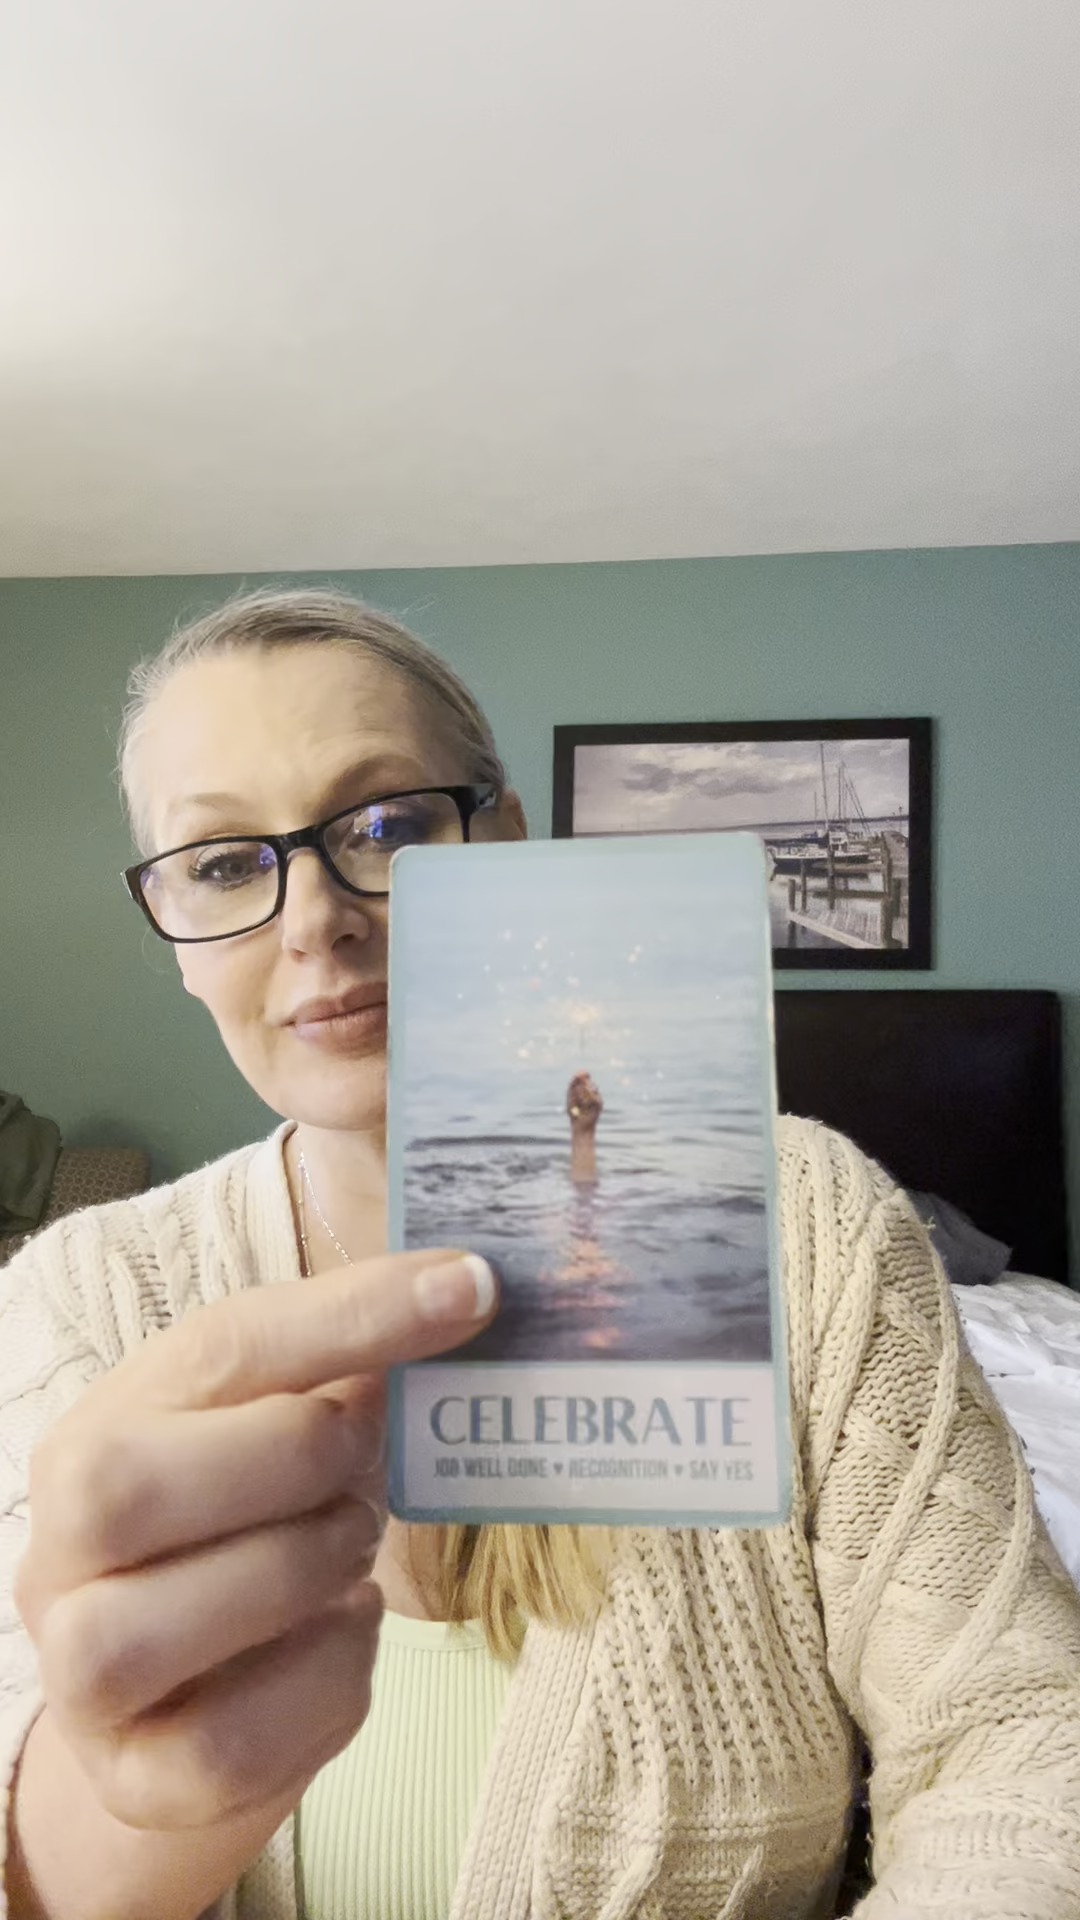 CELEBRATE
JOB WELL DONE ♥ RECOGNITION ♥ SAY YES